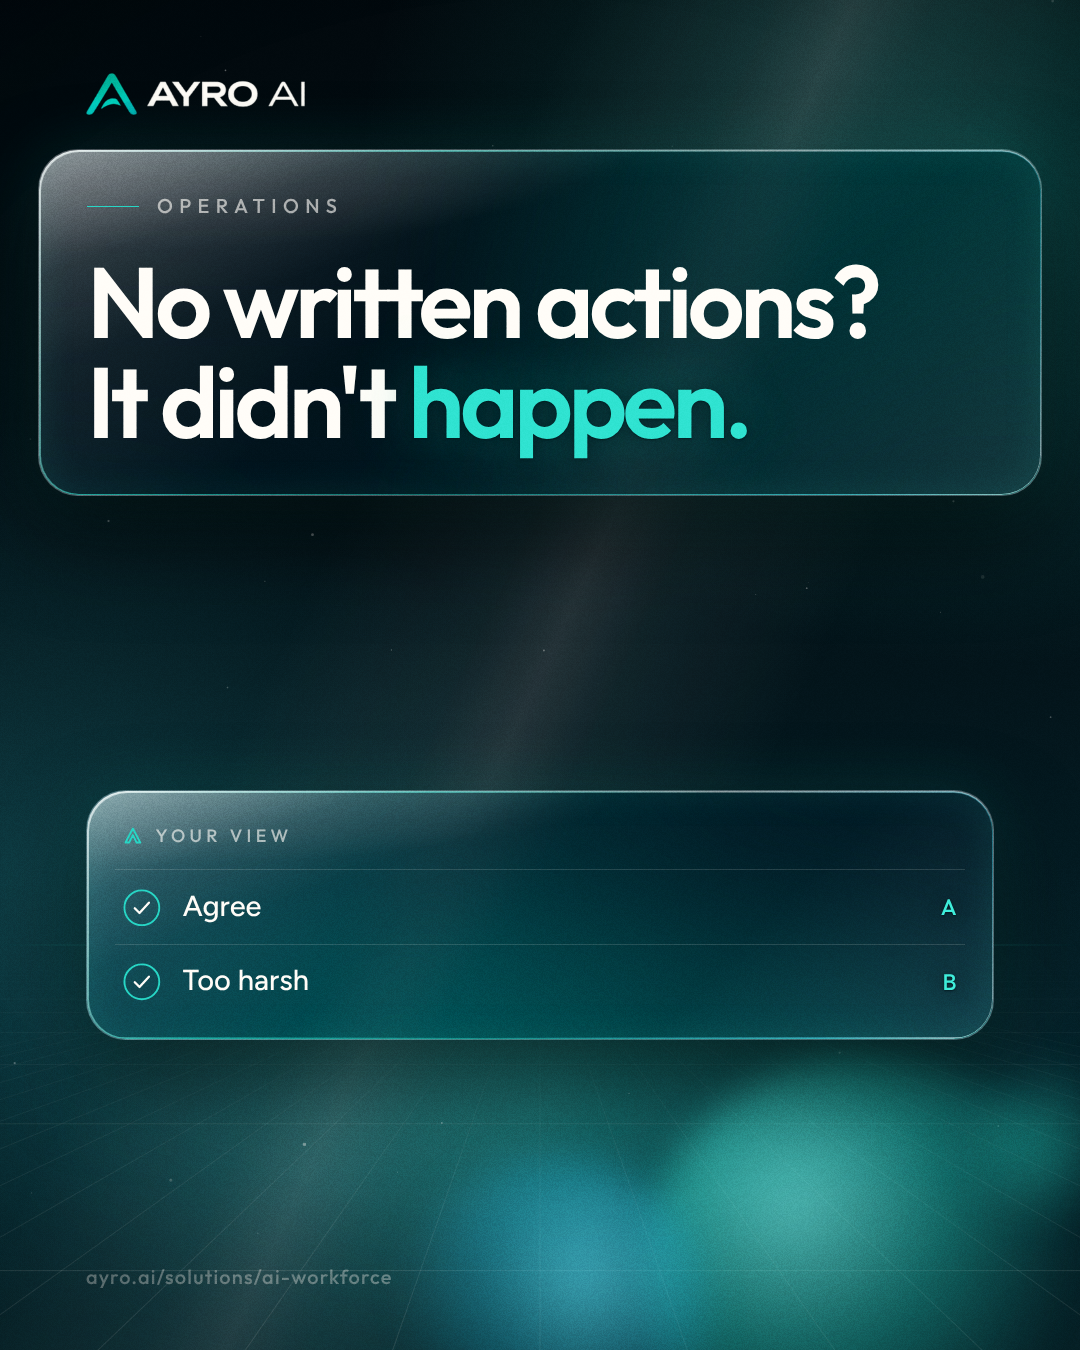 AYRO AI
OPERATIONS
No written actions?
It didn't happen.
YOUR VIEW
Agree
A
Too harsh
B
ayro.ai/solutions/ai-workforce